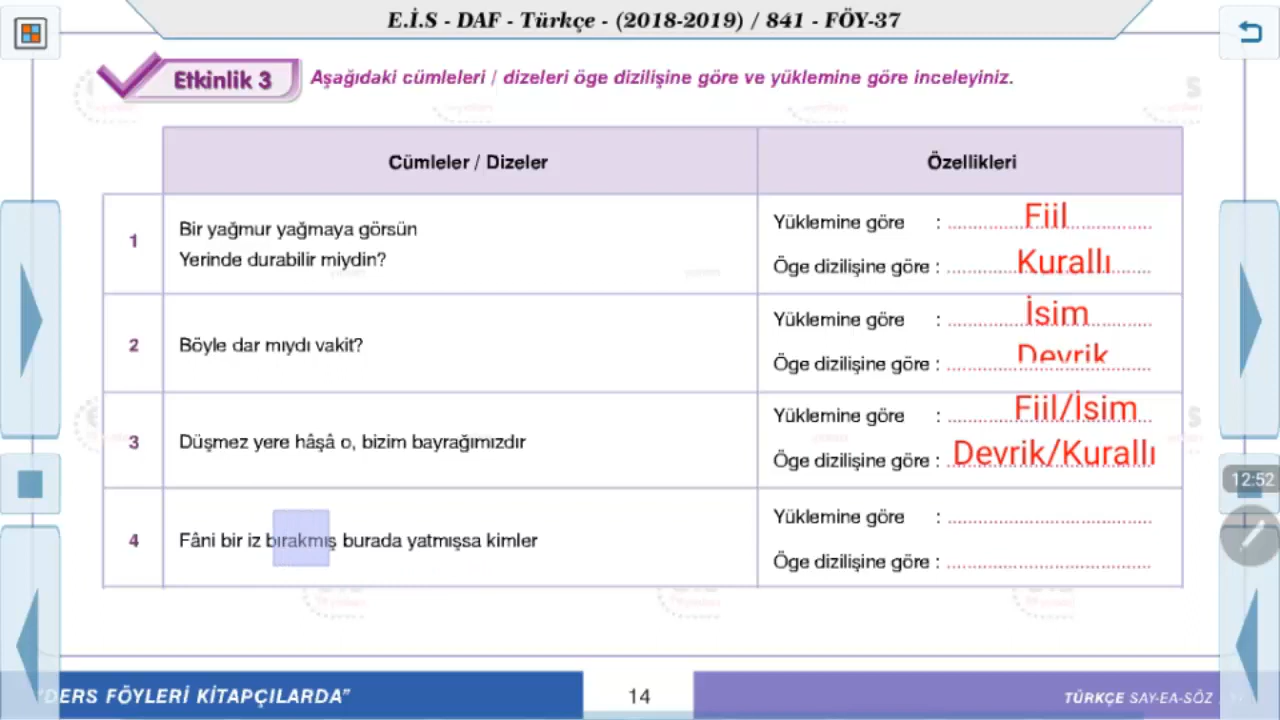 E.İ.S - DAF - Türkçe - (2018-2019) / 841 - FÖY-37
Etkinlik 3
Aşağıdaki cümleleri / dizeleri öge dizilişine göre ve yüklemine göre inceleyiniz.
Cümleler / Dizeler
Özellikleri
1
Bir yağmur yağmaya görsün
Yerinde durabilir miydin?
Yüklemine göre : Fiil
Öge dizilişine göre : Kurallı
2
Böyle dar mıydı vakit?
Yüklemine göre : İsim
Öge dizilişine göre : Devrik
3
Düşmez yere hâşâ o, bizim bayrağımızdır
Yüklemine göre : Fiil/İsim
Öge dizilişine göre : Devrik/Kurallı
12:52
4
Fâni bir iz bırakmış burada yatmışsa kimler
Yüklemine göre :
Öge dizilişine göre :
"DERS FÖYLERİ KİTAPÇILARDA"
14
TÜRKÇE SAY-EA-SÖZ